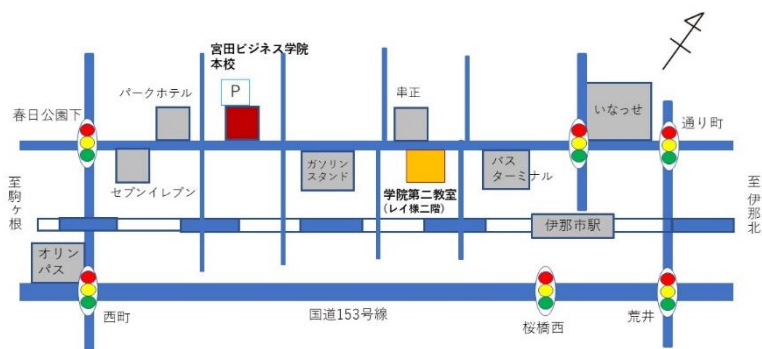 宮田ビジネス学院
本校
P
パークホテル
串正
いなっせ
春日公園下
通り町
セブンイレブン
ガソリン
スタンド
バス
ターミナル
学院第二教室
(レイ様二階)
至駒ヶ根
至伊那北
伊那市駅
オリン
パス
西町
国道153号線
桜橋西
荒井